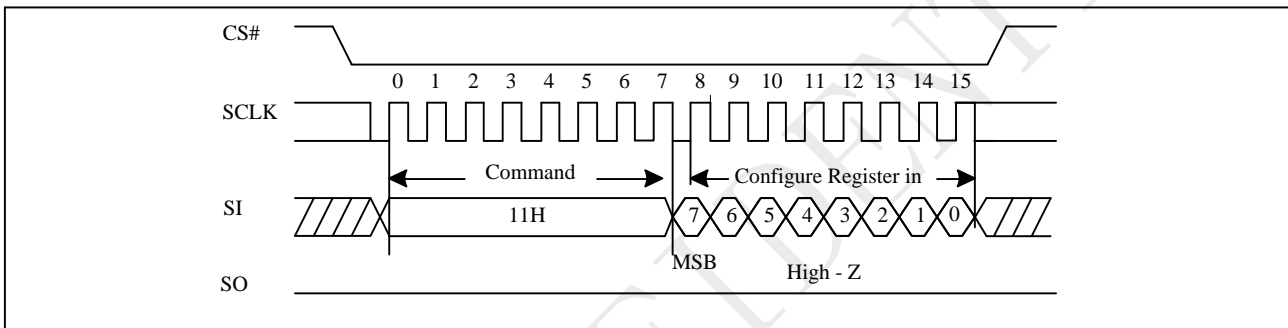 CS#
0 1 2 3 4 5 6 7 8 9 10 11 12 13 14 15
SCLK
Command
Configure Register in
SI
11H
7 6 5 4 3 2 1 0
MSB
High - Z
SO